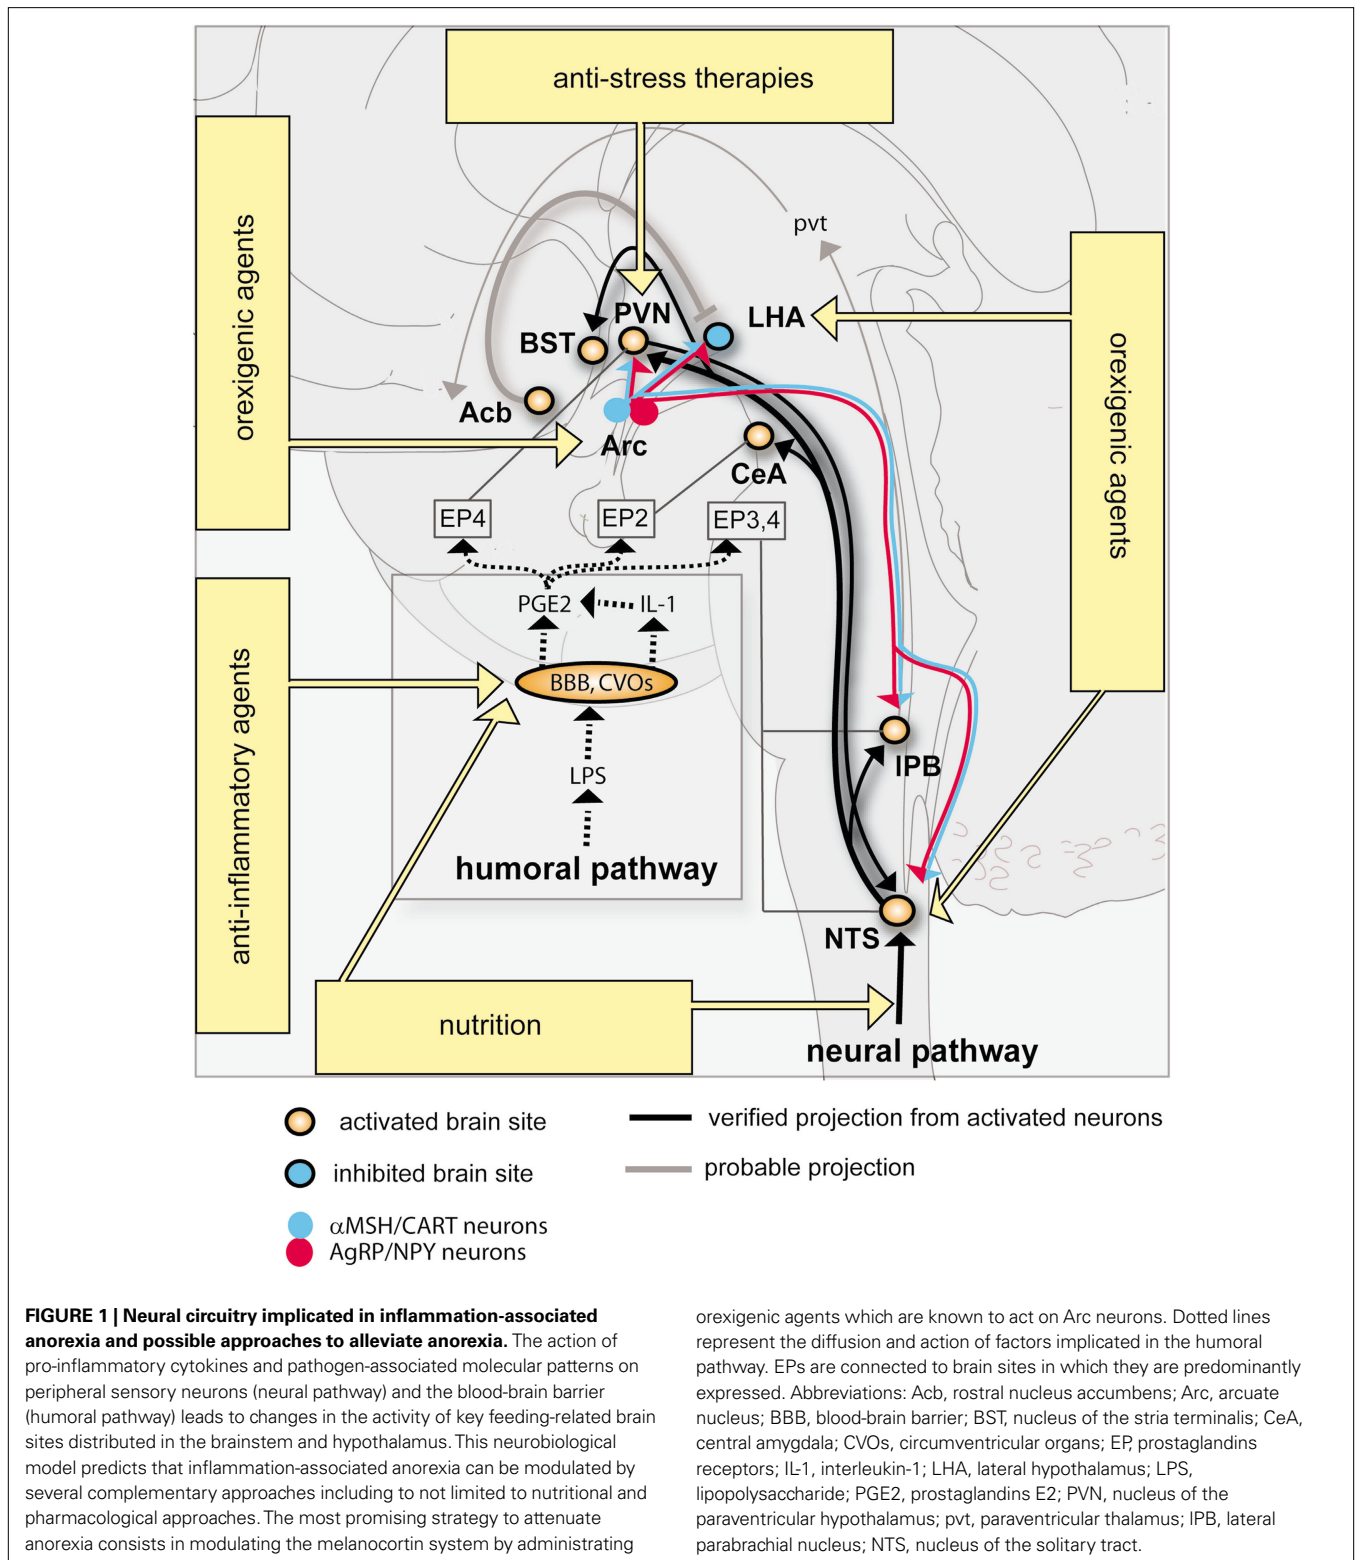 anti-stress therapies
orexigenic agents
pvt
orexigenic agents
PVN
LHA
BST
Acb
Arc
CeA
EP4
EP2
EP3,4
PGE2
IL-1
BBB, CVOs
anti-inflammatory agents
LPS
lPB
humoral pathway
NTS
nutrition
neural pathway
activated brain site
verified projection from activated neurons
inhibited brain site
probable projection
αMSH/CART neurons
AgRP/NPY neurons
FIGURE 1 | Neural circuitry implicated in inflammation-associated
anorexia and possible approaches to alleviate anorexia. The action of
pro-inflammatory cytokines and pathogen-associated molecular patterns on
peripheral sensory neurons (neural pathway) and the blood-brain barrier
(humoral pathway) leads to changes in the activity of key feeding-related brain
sites distributed in the brainstem and hypothalamus. This neurobiological
model predicts that inflammation-associated anorexia can be modulated by
several complementary approaches including to not limited to nutritional and
pharmacological approaches. The most promising strategy to attenuate
anorexia consists in modulating the melanocortin system by administrating
orexigenic agents which are known to act on Arc neurons. Dotted lines
represent the diffusion and action of factors implicated in the humoral
pathway. EPs are connected to brain sites in which they are predominantly
expressed. Abbreviations: Acb, rostral nucleus accumbens; Arc, arcuate
nucleus; BBB, blood-brain barrier; BST, nucleus of the stria terminalis; CeA,
central amygdala; CVOs, circumventricular organs; EP, prostaglandins
receptors; IL-1, interleukin-1; LHA, lateral hypothalamus; LPS,
lipopolysaccharide; PGE2, prostaglandins E2; PVN, nucleus of the
paraventricular hypothalamus; pvt, paraventricular thalamus; lPB, lateral
parabrachial nucleus; NTS, nucleus of the solitary tract.